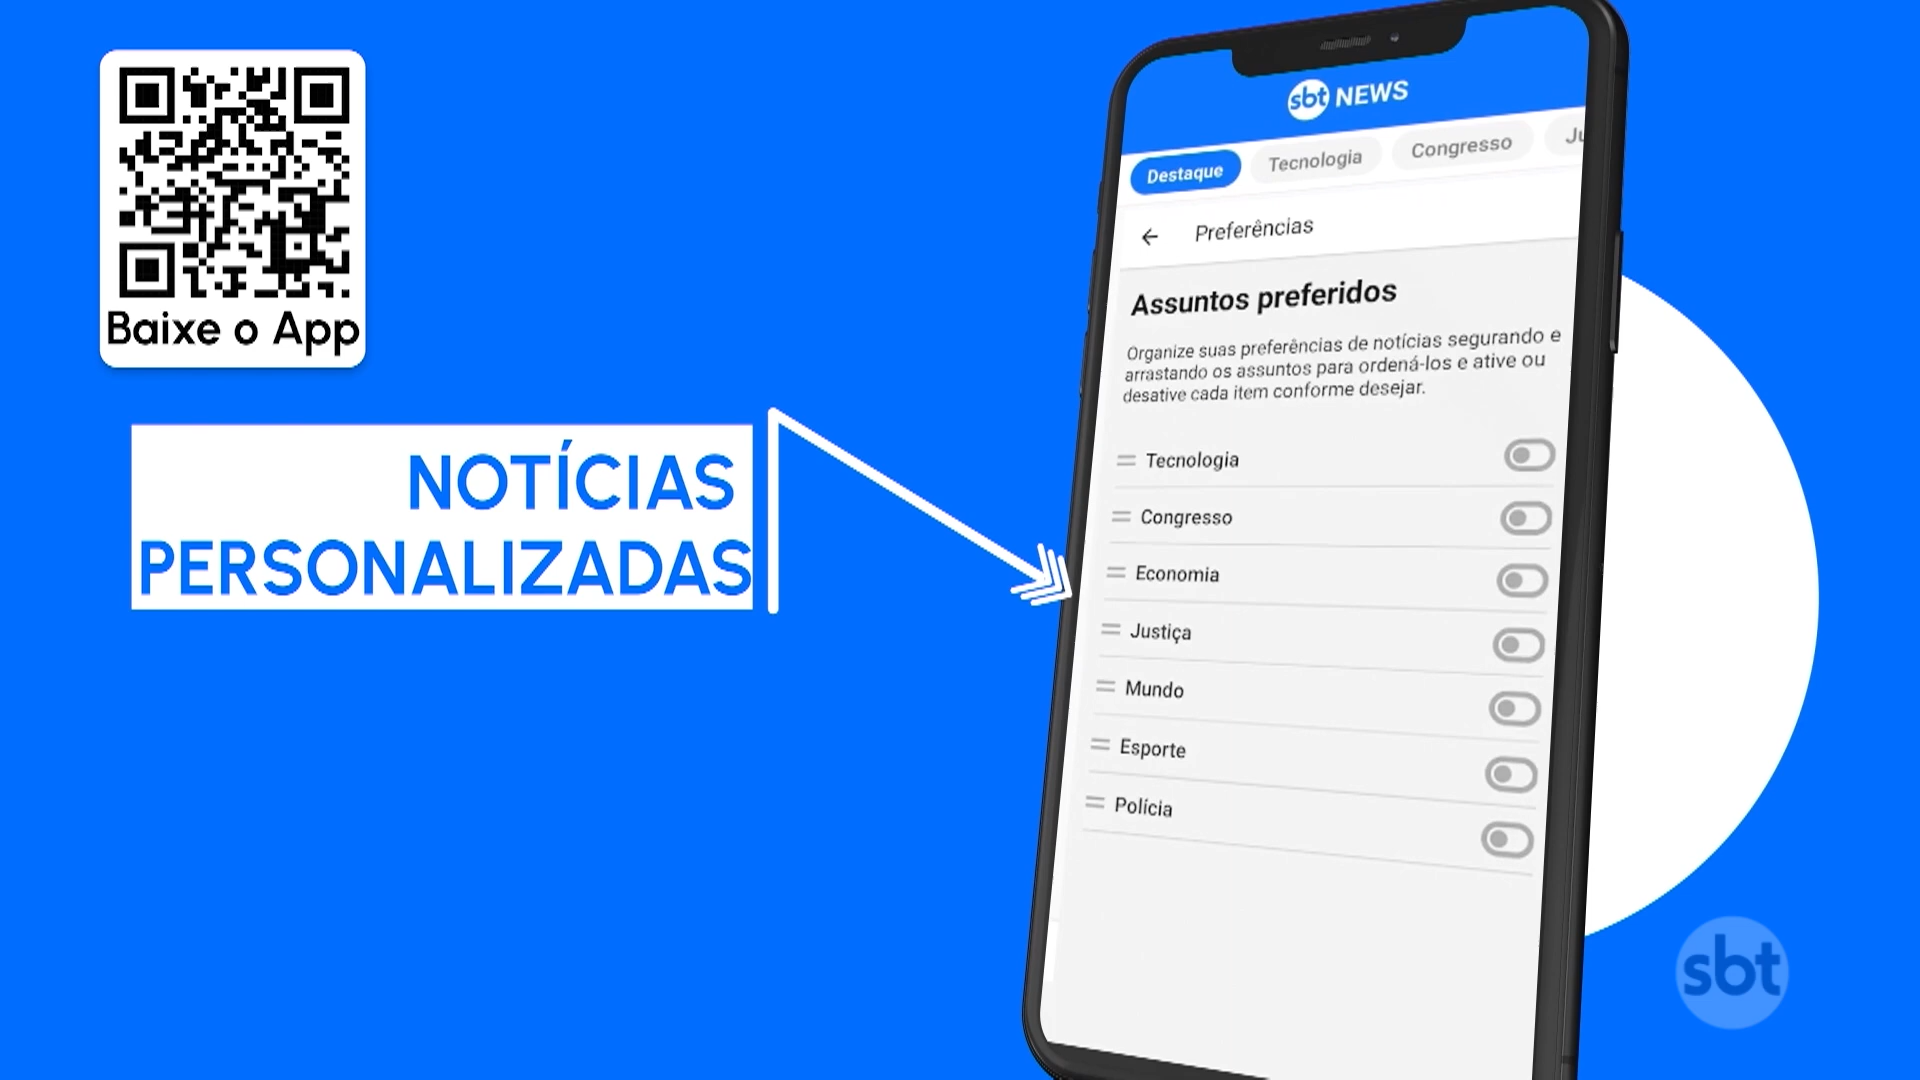 Baixe o App
NOTÍCIAS
PERSONALIZADAS
sbt NEWS
Destaque
Tecnologia
Congresso
Preferências
Assuntos preferidos
Organize suas preferências de notícias segurando e
arrastando os assuntos para ordená-los e ative ou
desative cada item conforme desejar.
Tecnologia
Congresso
Economia
Justiça
Mundo
Esporte
Polícia
sbt